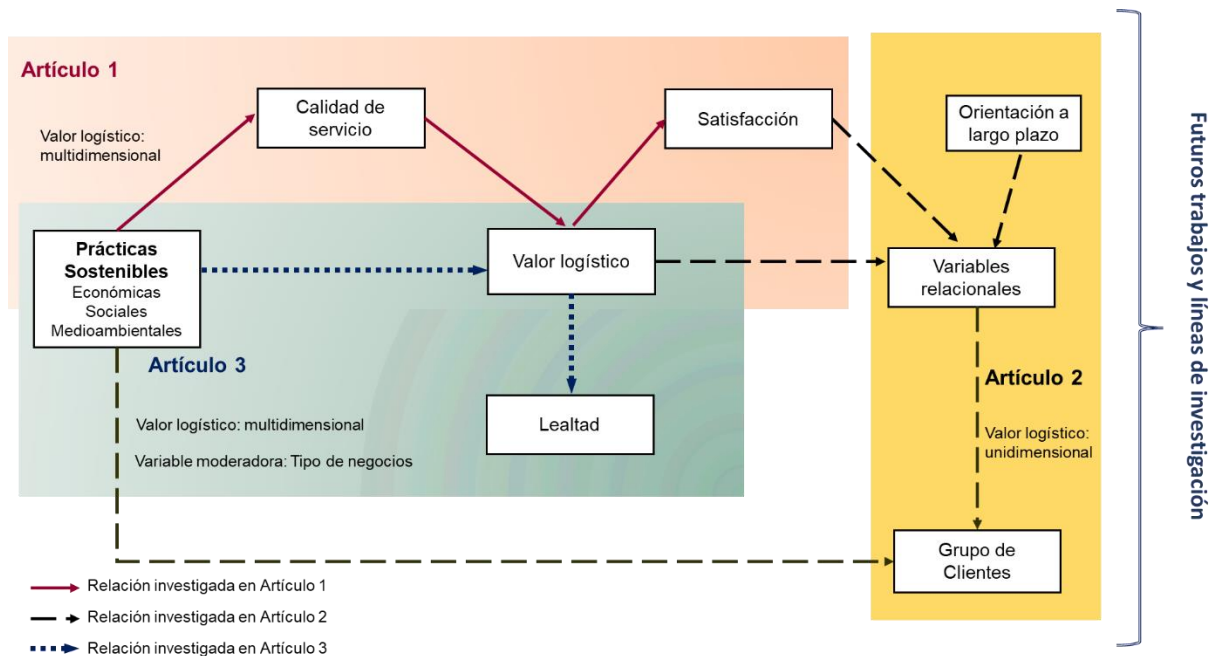 Artículo 1
Valor logístico:
multidimensional
Calidad de
servicio
Satisfacción
Orientación a
largo plazo
Prácticas
Sostenibles
Económicas
Sociales
Medioambientales
Valor logístico
Variables
relacionales
Artículo 3
Valor logístico: multidimensional
Variable moderadora: Tipo de negocios
Lealtad
Artículo 2
Valor logístico:
unidimensional
Grupo de
Clientes
Relación investigada en Artículo 1
Relación investigada en Artículo 2
Relación investigada en Artículo 3
Futuros trabajos y líneas de investigación